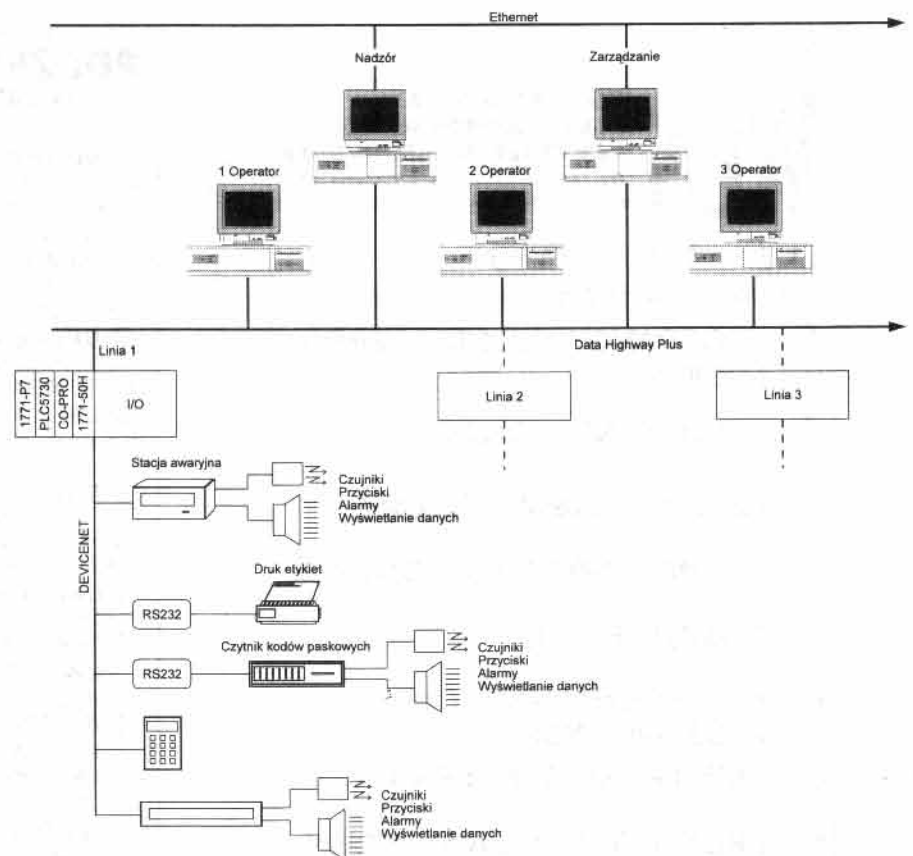 Ethernet
Nadzór
Zarządzanie
1 Operator
2 Operator
3 Operator
Data Highway Plus
Linia 1
1771-P7
PLC5730
CO-PRO
1771-50H
I/O
Linia 2
Linia 3
DEVICENET
Stacja awaryjna
Czujniki
Przyciski
Alarmy
Wyświetlanie danych
Druk etykiet
RS232
RS232
Czytnik kodów paskowych
Czujniki
Przyciski
Alarmy
Wyświetlanie danych
Czujniki
Przyciski
Alarmy
Wyświetlanie danych